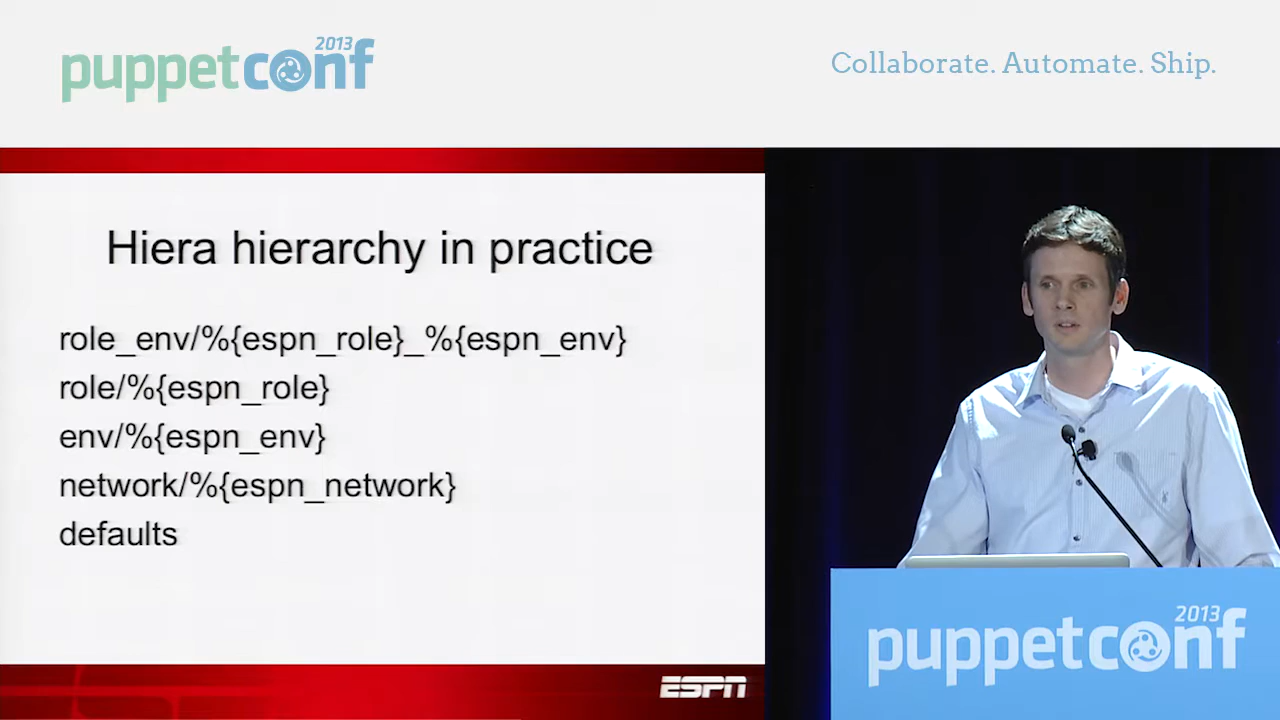 puppetconf 2013
Collaborate. Automate. Ship.
Hiera hierarchy in practice
role_env/%{espn_role}_%{espn_env}
role/%{espn_role}
env/%{espn_env}
network/%{espn_network}
defaults
ESPN
puppetconf 2013